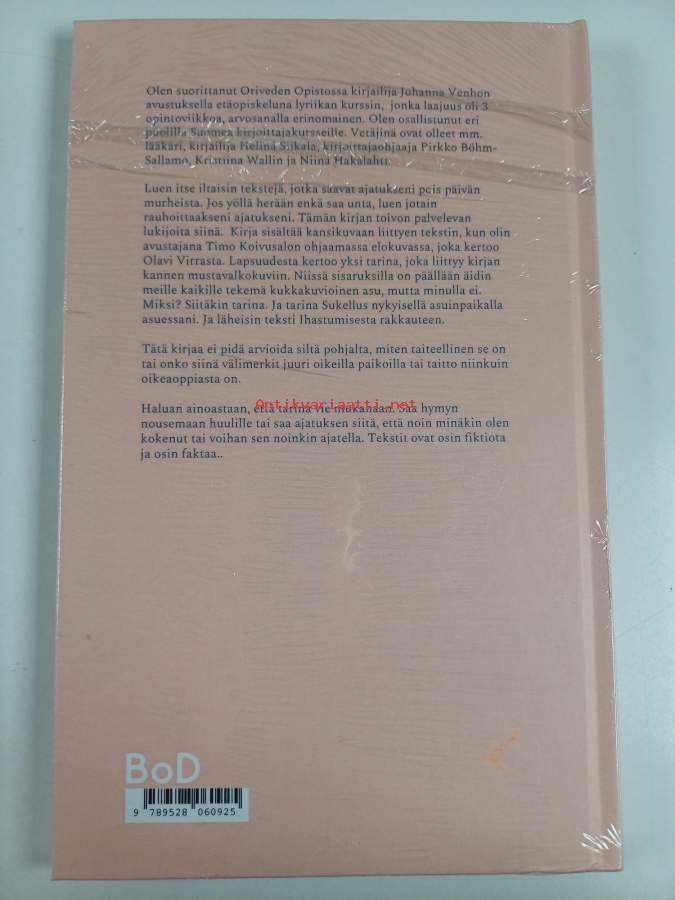 Olen suorittanut Oriveden Opistossa kirjailija Johanna Venhon
avustuksella etäopiskeluna lyriikan kurssin, jonka laajuus oli 3
opintoviikkoa, arvosanalla erinomainen. Olen osallistunut eri
puolilla Suomea kirjoittajakursseille. Vetäjinä ovat olleet mm.
lääkäri, kirjailija Helinä Siikala, kirjoittajaohjaaja Pirkko Böhm-
Sallamo, Kristiina Wallin ja Niina Hakalahti.
Luen itse iltaisin tekstejä, jotka saavat ajatukseni pois päivän
murheista. Jos yöllä herään enkä saa unta, luen jotain
rauhoittaakseni ajatukseni. Tämän kirjan toivon palvelevan
lukijoita siinä. Kirja sisältää kansikuvaan liittyen tekstin, kun olin
avustajana Timo Koivusalon ohjaamassa elokuvassa, joka kertoo
Olavi Virrasta. Lapsuudesta kertoo yksi tarina, joka liittyy kirjan
kannen mustavalkokuviin. Niissä sisaruksilla on päällään äidin
meille kaikille tekemä kukkakuvioinen asu, mutta minulla ei.
Miksi? Siitäkin tarina. Ja tarina Sukellus nykyisellä asuinpaikalla
asuessani. Ja läheisin teksti Ihastumisesta rakkauteen.
Tätä kirjaa ei pidä arvioida siltä pohjalta, miten taiteellinen se on
tai onko siinä välimerkit juuri oikeilla paikoilla tai taitto niinkuin
oikeaoppiasta on.
Antikvariaatti.net
Haluan ainoastaan, että tarina vie mukanaan. Saa hymyn
nousemaan huulille tai saa ajatuksen siitä, että noin minäkin olen
kokenut tai voihan sen noinkin ajatella. Tekstit ovat osin fiktiota
ja osin faktaa..
BoD
9 789528 060925